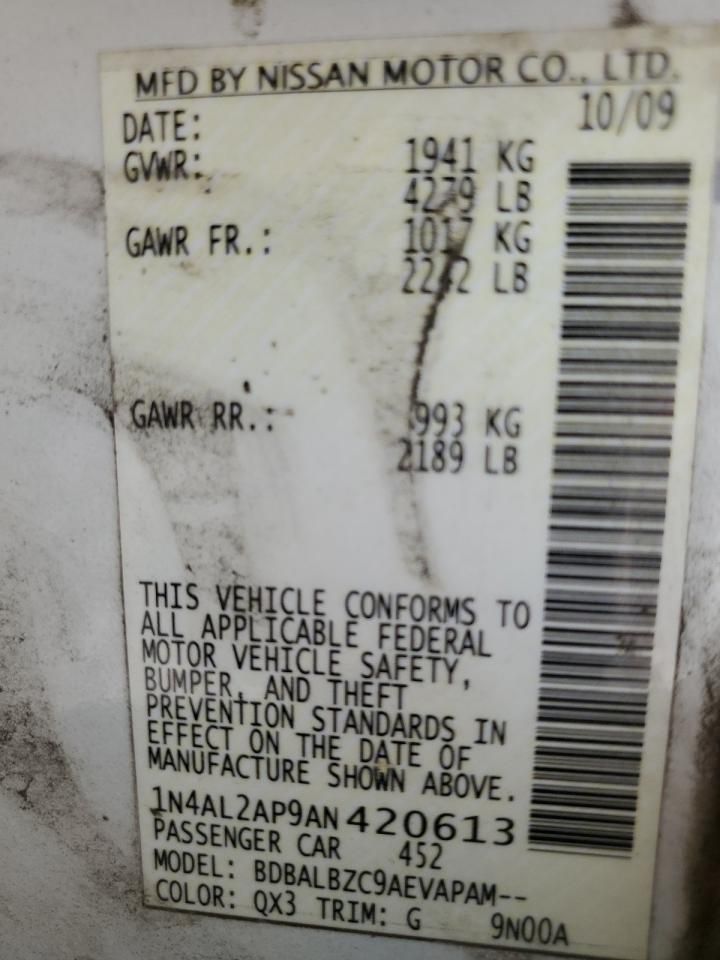 MFD BY NISSAN MOTOR CO., LTD.
DATE: 10/09
GVWR: 1941 KG
4279 LB
GAWR FR.: 1017 KG
2242 LB
GAWR RR.: 993 KG
2189 LB
THIS VEHICLE CONFORMS TO
ALL APPLICABLE FEDERAL
MOTOR VEHICLE SAFETY,
BUMPER, AND THEFT
PREVENTION STANDARDS IN
EFFECT ON THE DATE OF
MANUFACTURE SHOWN ABOVE.
1N4AL2AP9AN420613
PASSENGER CAR 452
MODEL: BDBALBZC9AEVAPAM--
COLOR: QX3 TRIM: G 9N00A